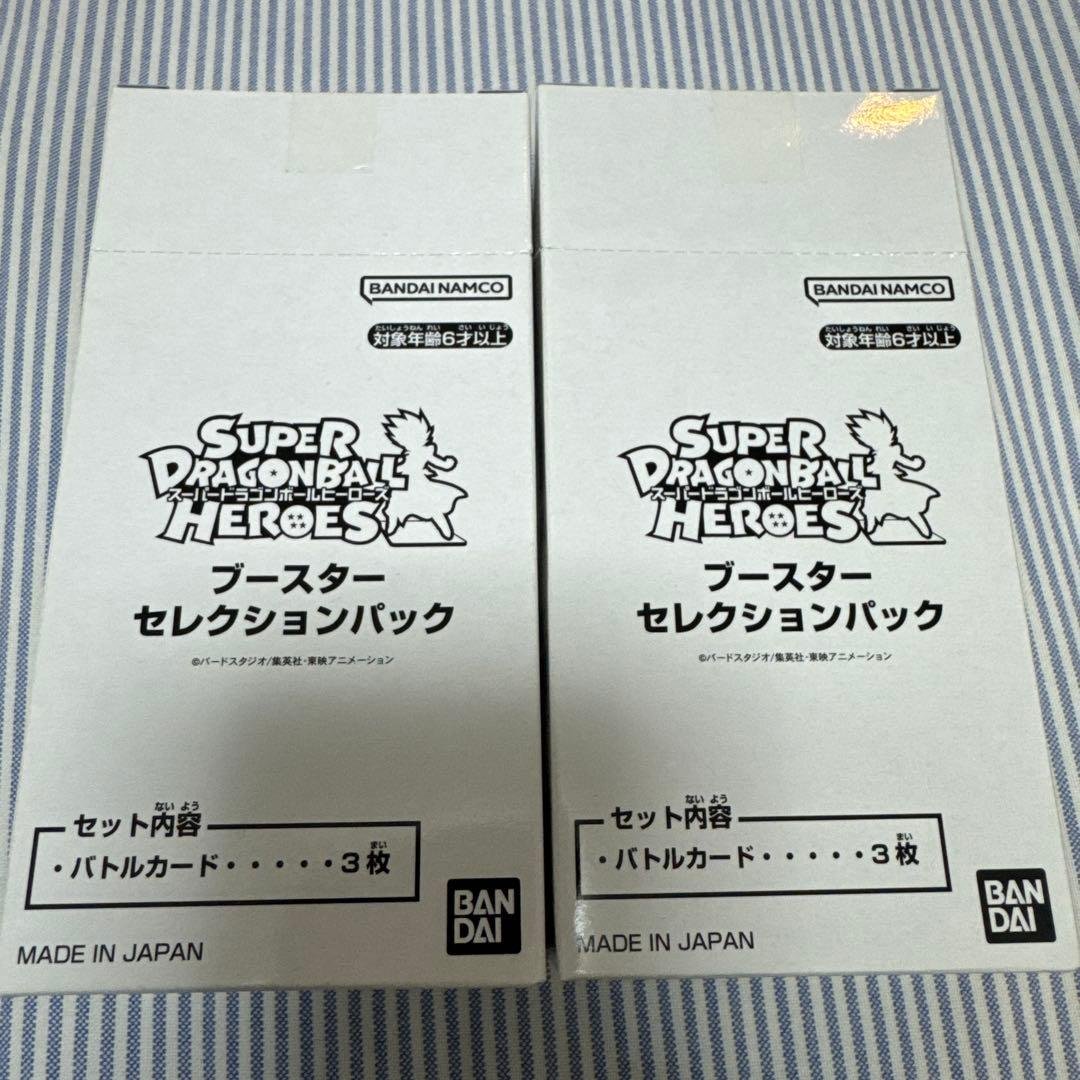 BANDAI NAMCO
たいしょうねんれい さいいじょう
対象年齢6才以上
SUPER
DRAGONBALL
スーパードラゴンボールヒーローズ
HEROES
ブースター
セレクションパック
©バードスタジオ/集英社・東映アニメーション
ないよう
セット内容
まい
・バトルカード・・・・・3枚
BAN
DAI
MADE IN JAPAN
BANDAI NAMCO
たいしょうねんれい さいいじょう
対象年齢6才以上
SUPER
DRAGONBALL
スーパードラゴンボールヒーローズ
HEROES
ブースター
セレクションパック
©バードスタジオ/集英社・東映アニメーション
ないよう
セット内容
まい
・バトルカード・・・・・3枚
BAN
DAI
MADE IN JAPAN